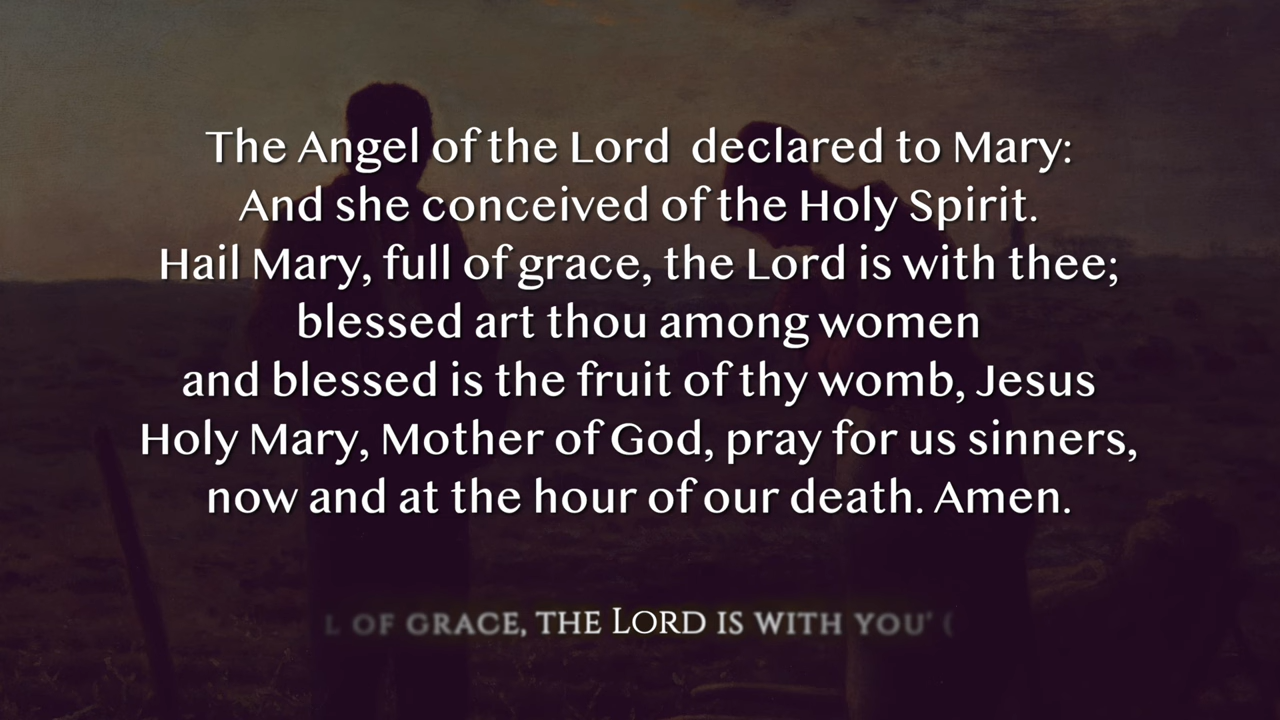 The Angel of the Lord  declared to Mary:
And she conceived of the Holy Spirit.
Hail Mary, full of grace, the Lord is with thee;
blessed art thou among women
and blessed is the fruit of thy womb, Jesus
Holy Mary, Mother of God, pray for us sinners,
now and at the hour of our death. Amen.
L OF GRACE, THE LORD IS WITH YOU' (